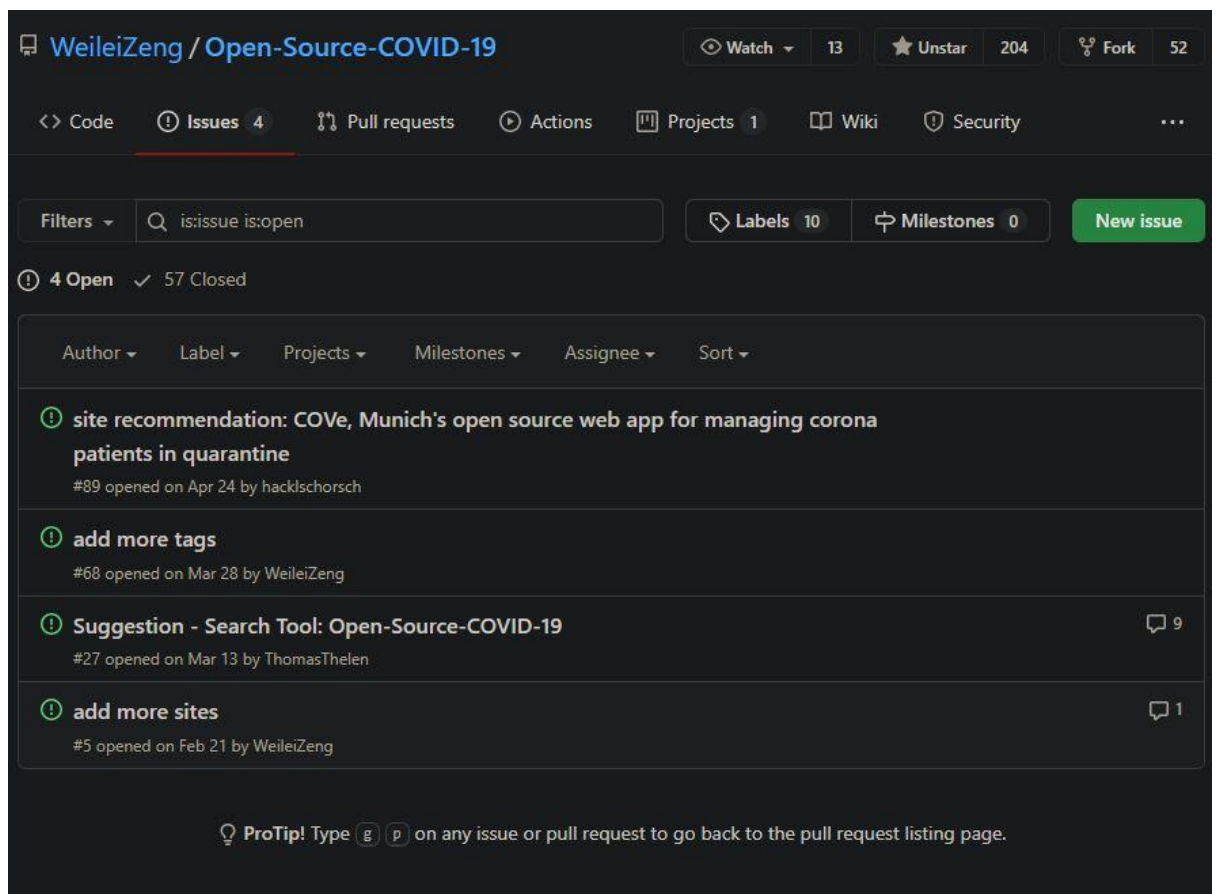 WeileiZeng / Open-Source-COVID-19 Watch 13 Unstar 204 Fork 52
<> Code Issues 4 Pull requests Actions Projects 1 Wiki Security ...
Filters is:issue is:open Labels 10 Milestones 0 New issue
4 Open 57 Closed
Author Label Projects Milestones Assignee Sort
site recommendation: COVe, Munich's open source web app for managing corona
patients in quarantine
#89 opened on Apr 24 by hacklschorsch
add more tags
#68 opened on Mar 28 by WeileiZeng
Suggestion - Search Tool: Open-Source-COVID-19 9
#27 opened on Mar 13 by ThomasThelen
add more sites 1
#5 opened on Feb 21 by WeileiZeng
ProTip! Type g p on any issue or pull request to go back to the pull request listing page.